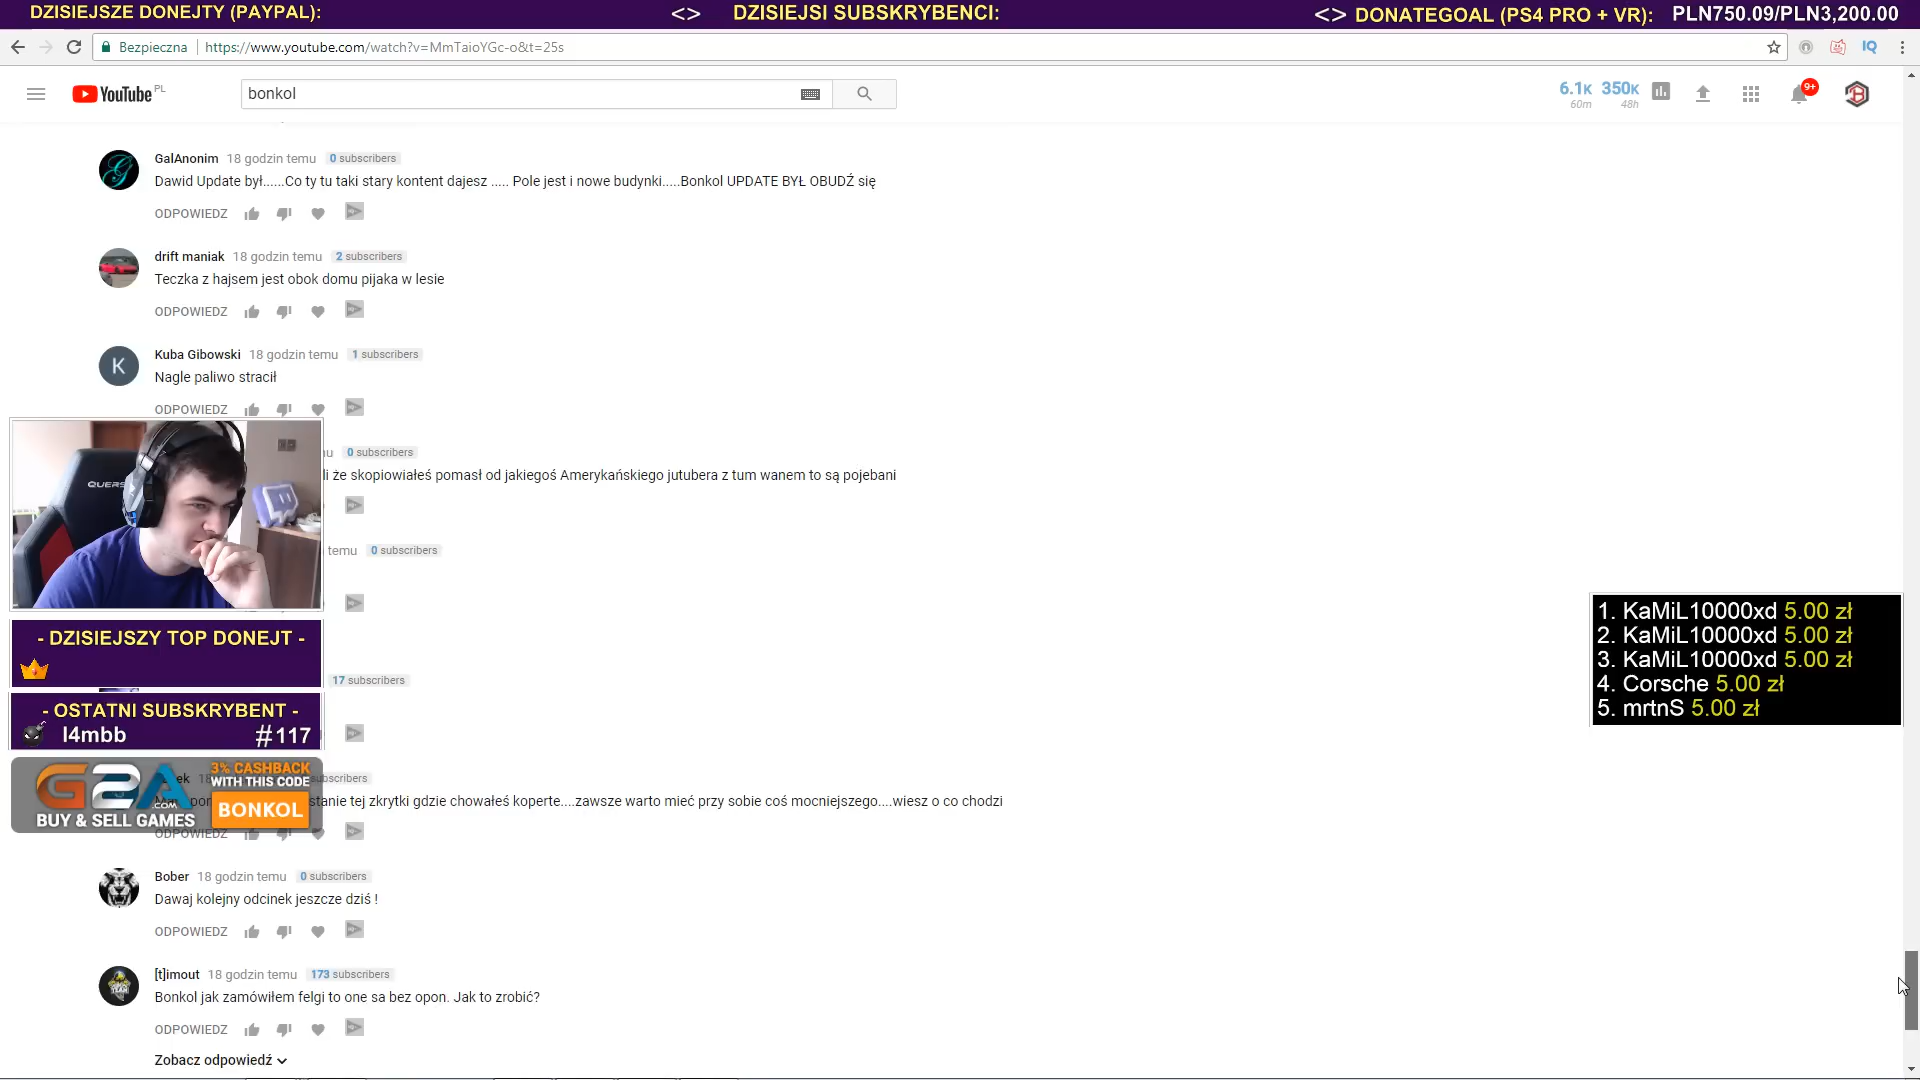 DZISIEJSZE DONEJTY (PAYPAL): <> DZISIEJSI SUBSKRYBENCI: <> DONATEGOAL (PS4 PRO + VR): PLN750.09/PLN3,200.00
Bezpieczna https://www.youtube.com/watch?v=MmTaioYGc-o&t=25s IQ
YouTube PL bonkol 6.1K 60m 350K 48h 9+
GalAnonim 18 godzin temu 0 subscribers
Dawid Update był......Co ty tu taki stary kontent dajesz ..... Pole jest i nowe budynki.....Bonkol UPDATE BYŁ OBUDŹ się
ODPOWIEDZ
drift maniak 18 godzin temu 2 subscribers
Teczka z hajsem jest obok domu pijaka w lesie
ODPOWIEDZ
K Kuba Gibowski 18 godzin temu 1 subscribers
Nagle paliwo stracił
ODPOWIEDZ
0 subscribers
że skopiowiałeś pomasł od jakiegoś Amerykańskiego jutubera z tum wanem to są pojebani
temu 0 subscribers
- DZISIEJSZY TOP DONEJT -
17 subscribers
- OSTATNI SUBSKRYBENT -
l4mbb #117
subscribers
stanie tej zkrytki gdzie chowałeś koperte....zawsze warto mieć przy sobie coś mocniejszego....wiesz o co chodzi
ODPOWIEDZ
G2A .COM
BUY & SELL GAMES
3% CASHBACK
WITH THIS CODE
BONKOL
Bober 18 godzin temu 0 subscribers
Dawaj kolejny odcinek jeszcze dziś !
ODPOWIEDZ
[t]imout 18 godzin temu 173 subscribers
Bonkol jak zamówiłem felgi to one sa bez opon. Jak to zrobić?
ODPOWIEDZ
Zobacz odpowiedź
1. KaMiL10000xd 5.00 zł
2. KaMiL10000xd 5.00 zł
3. KaMiL10000xd 5.00 zł
4. Corsche 5.00 zł
5. mrtnS 5.00 zł